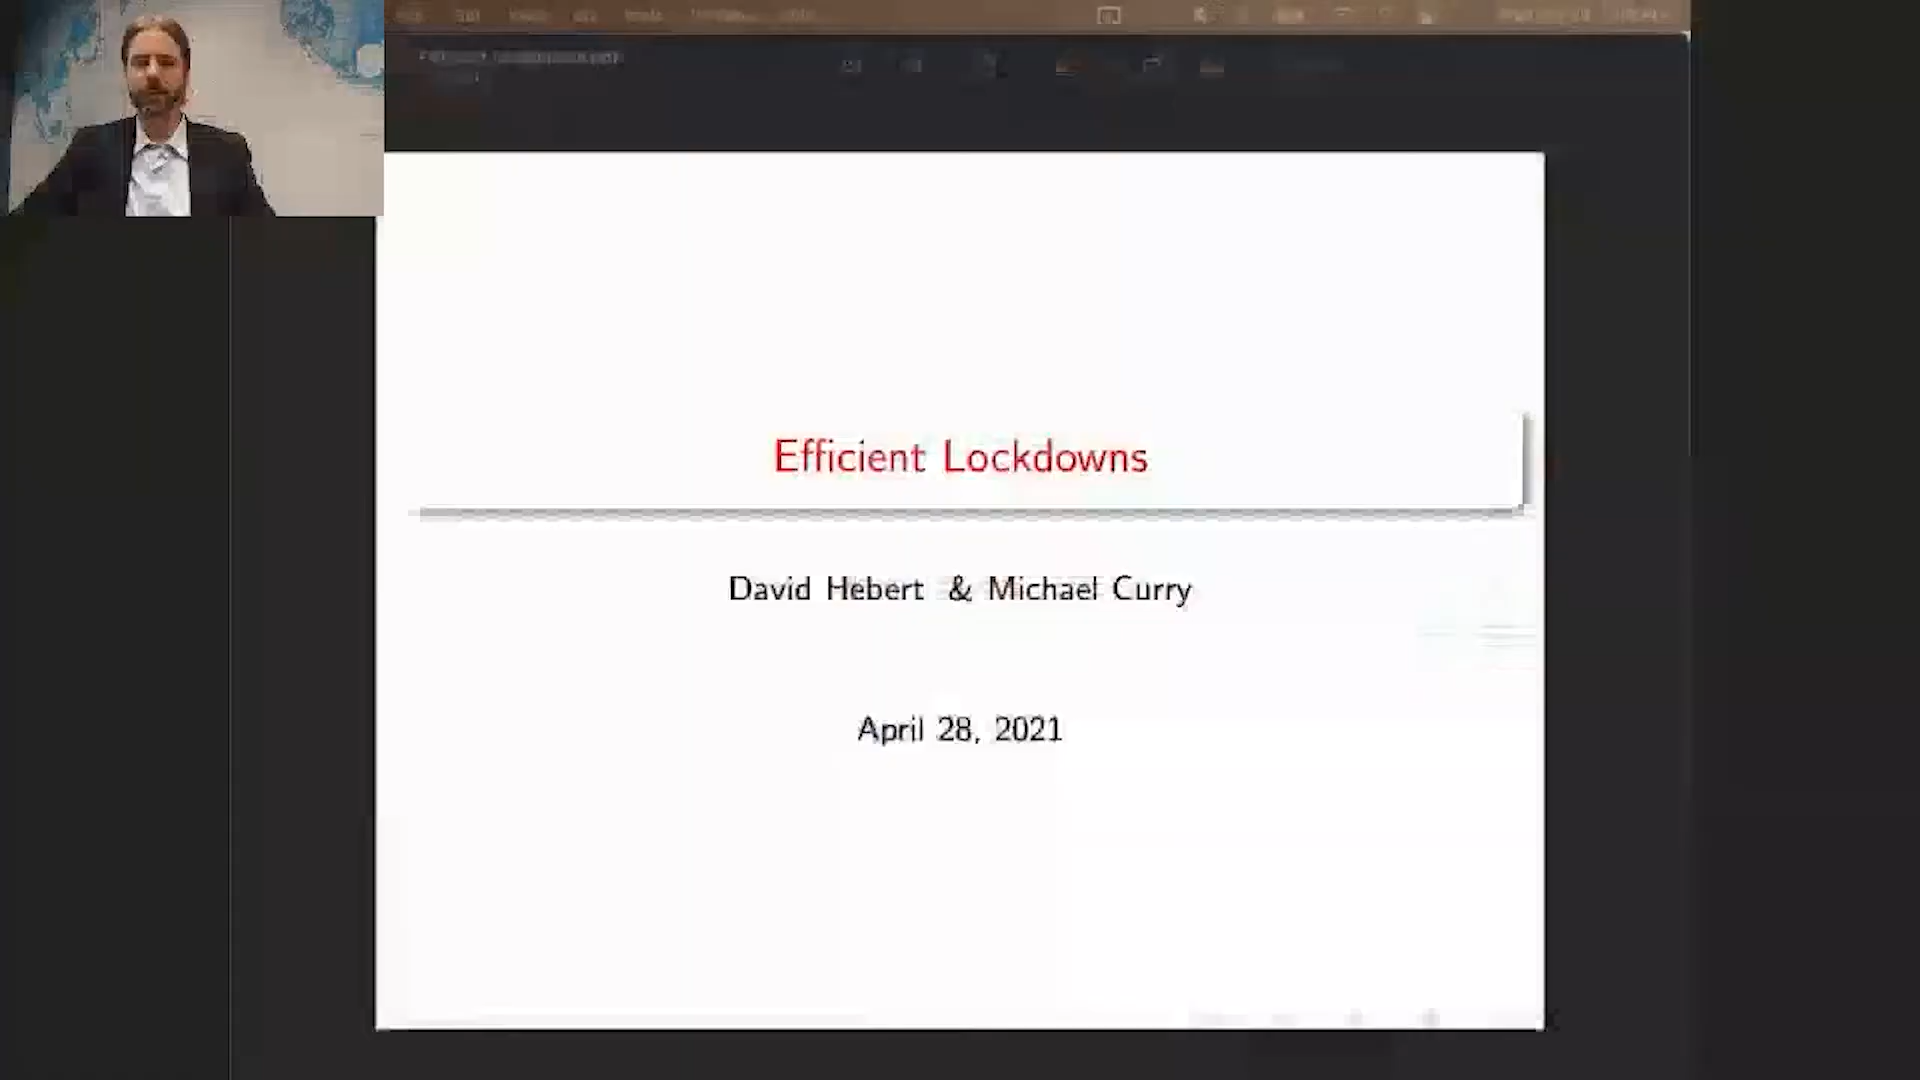 Efficient Lockdowns
David Hebert & Michael Curry
April 28, 2021